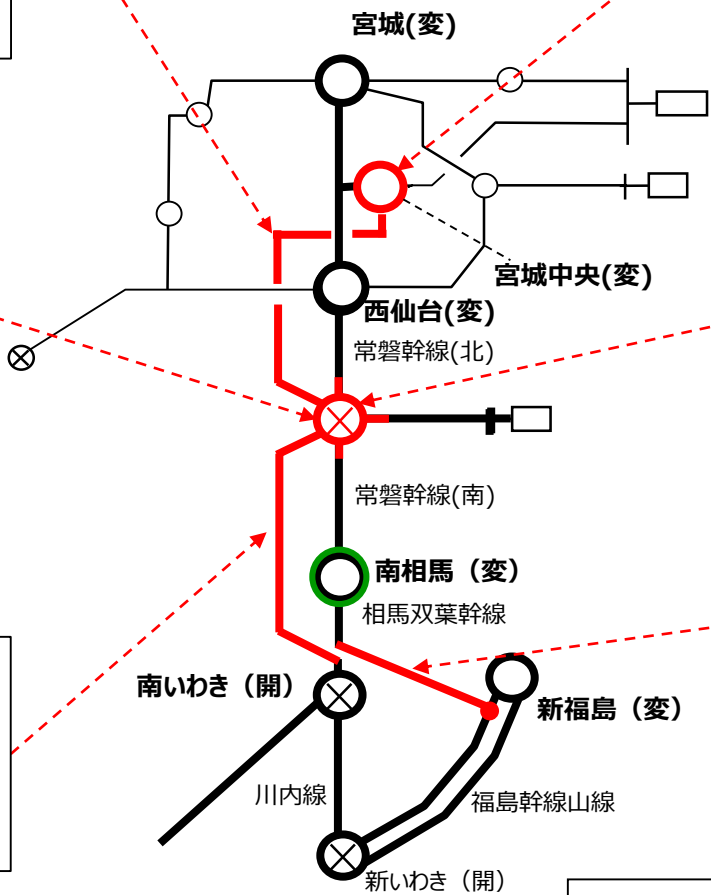 宮城(変)
宮城中央(変)
西仙台(変)
常磐幹線(北)
常磐幹線(南)
南相馬（変）
相馬双葉幹線
南いわき（開）
新福島（変）
川内線
福島幹線山線
新いわき（開）